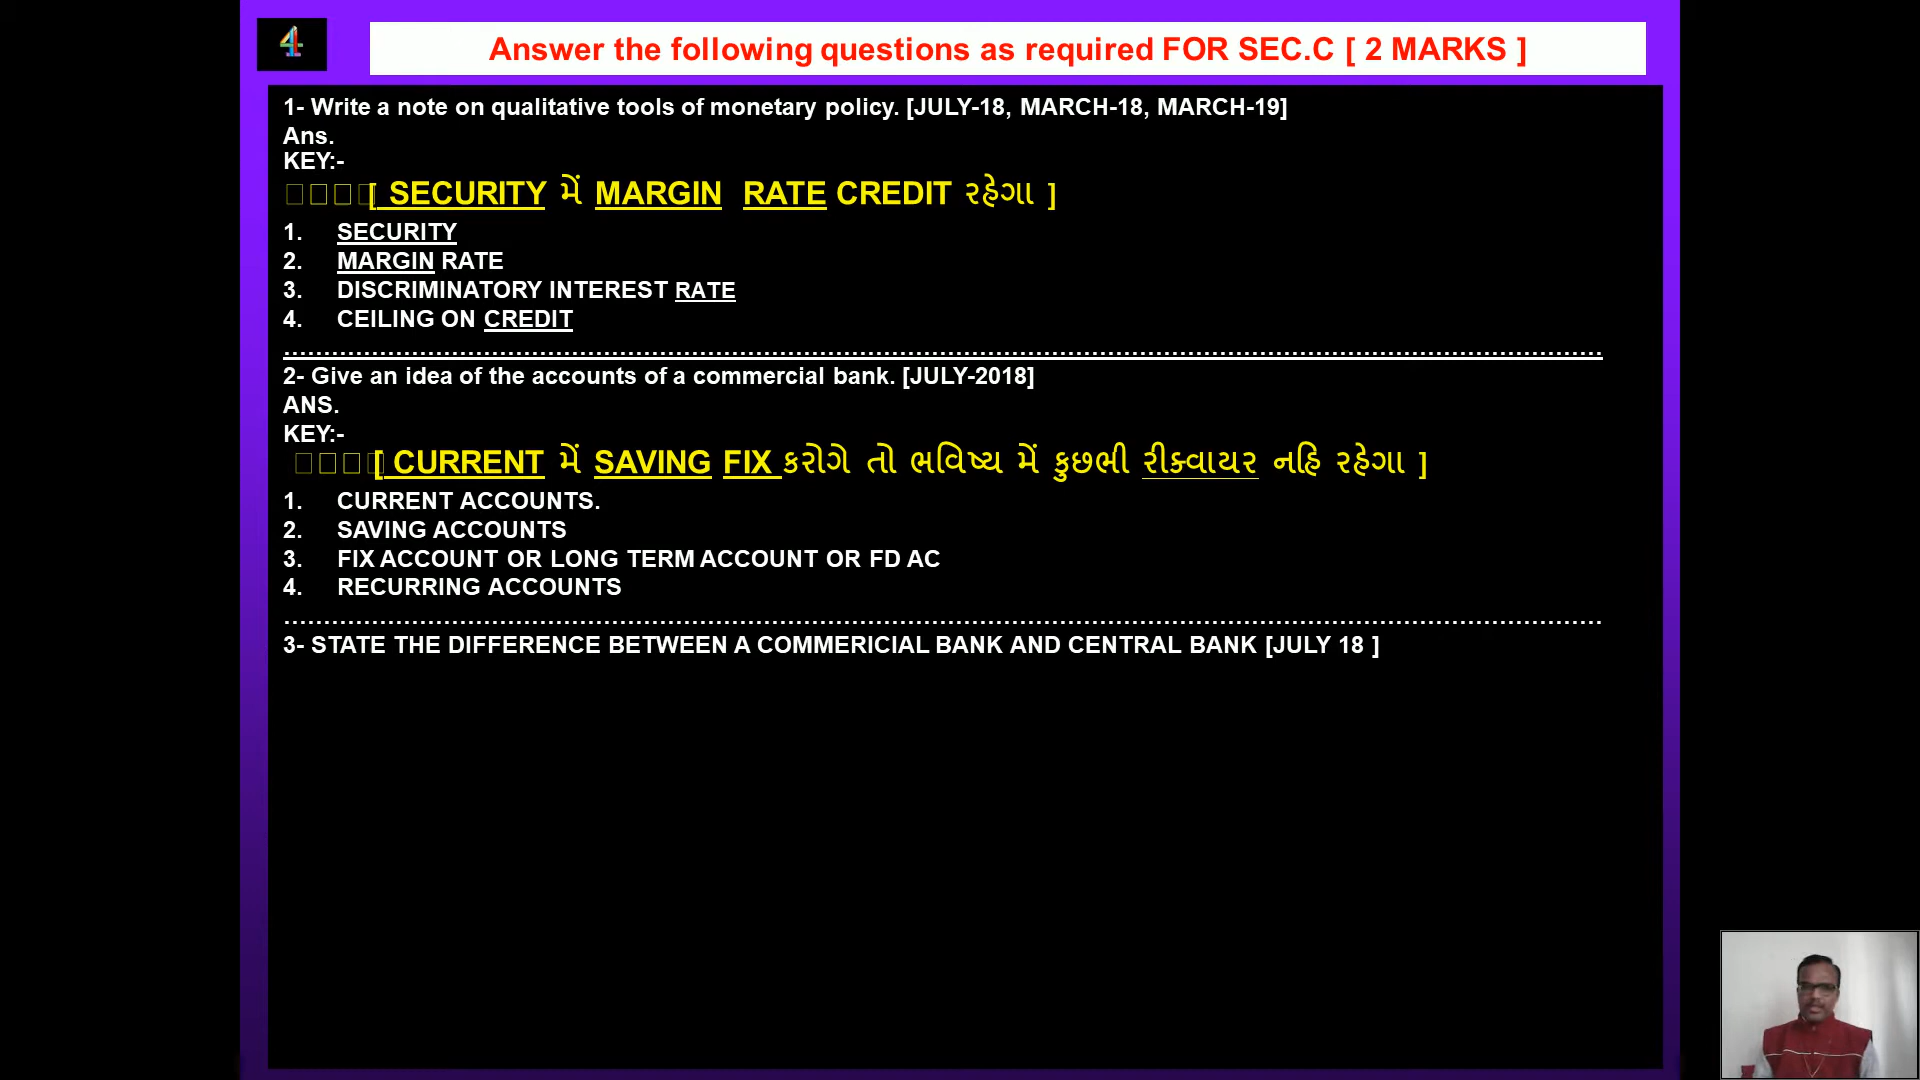 4
Answer the following questions as required FOR SEC.C [ 2 MARKS ]
1- Write a note on qualitative tools of monetary policy. [JULY-18, MARCH-18, MARCH-19]
Ans.
KEY:-
[ SECURITY મેં MARGIN RATE CREDIT રહેગા ]
1. SECURITY
2. MARGIN RATE
3. DISCRIMINATORY INTEREST RATE
4. CEILING ON CREDIT
2- Give an idea of the accounts of a commercial bank. [JULY-2018]
ANS.
KEY:-
[ CURRENT મેં SAVING FIX કરોગે તો ભવિષ્ય મેં કુછભી રીક્વાયર નહિ રહેગા ]
1. CURRENT ACCOUNTS.
2. SAVING ACCOUNTS
3. FIX ACCOUNT OR LONG TERM ACCOUNT OR FD AC
4. RECURRING ACCOUNTS
3- STATE THE DIFFERENCE BETWEEN A COMMERICIAL BANK AND CENTRAL BANK [JULY 18 ]